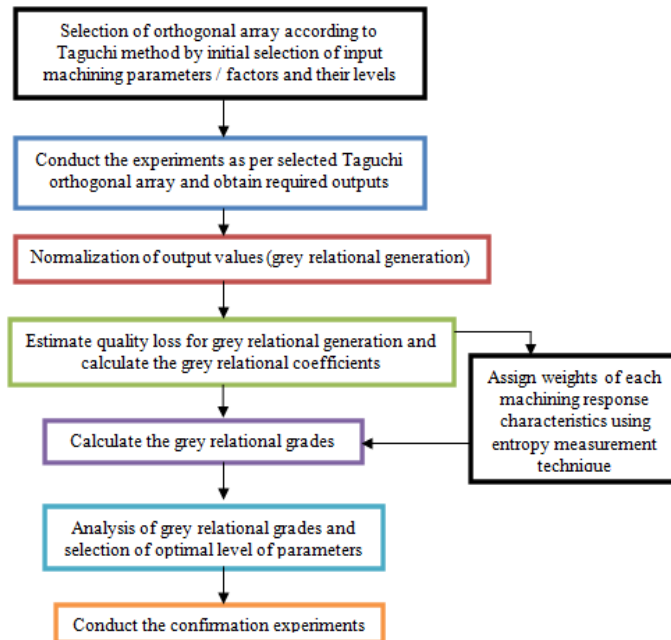 Selection of orthogonal array according to
Taguchi method by initial selection of input
machining parameters / factors and their levels
Conduct the experiments as per selected Taguchi
orthogonal array and obtain required outputs
Normalization of output values (grey relational generation)
Estimate quality loss for grey relational generation and
calculate the grey relational coefficients
Assign weights of each
machining response
characteristics using
entropy measurement
technique
Calculate the grey relational grades
Analysis of grey relational grades and
selection of optimal level of parameters
Conduct the confirmation experiments